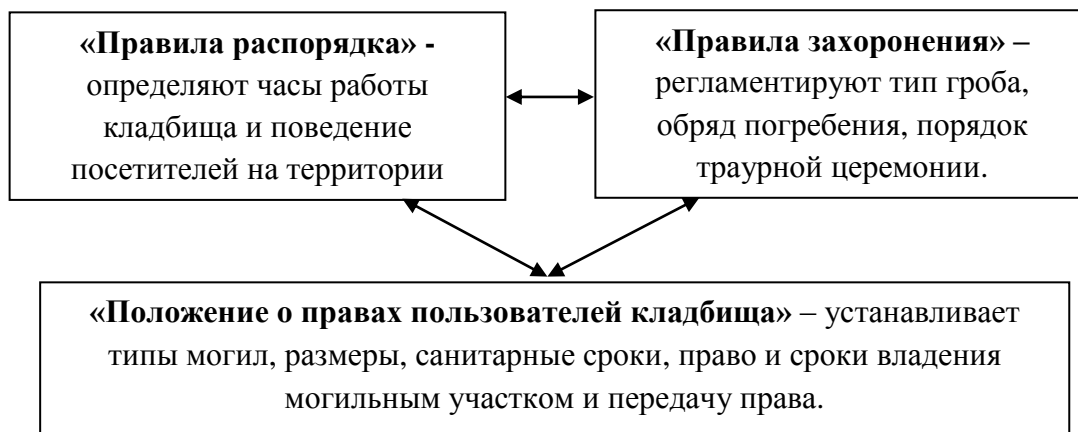 «Правила распорядка» -
определяют часы работы
кладбища и поведение
посетителей на территории
«Правила захоронения» –
регламентируют тип гроба,
обряд погребения, порядок
траурной церемонии.
«Положение о правах пользователей кладбища» – устанавливает
типы могил, размеры, санитарные сроки, право и сроки владения
могильным участком и передачу права.